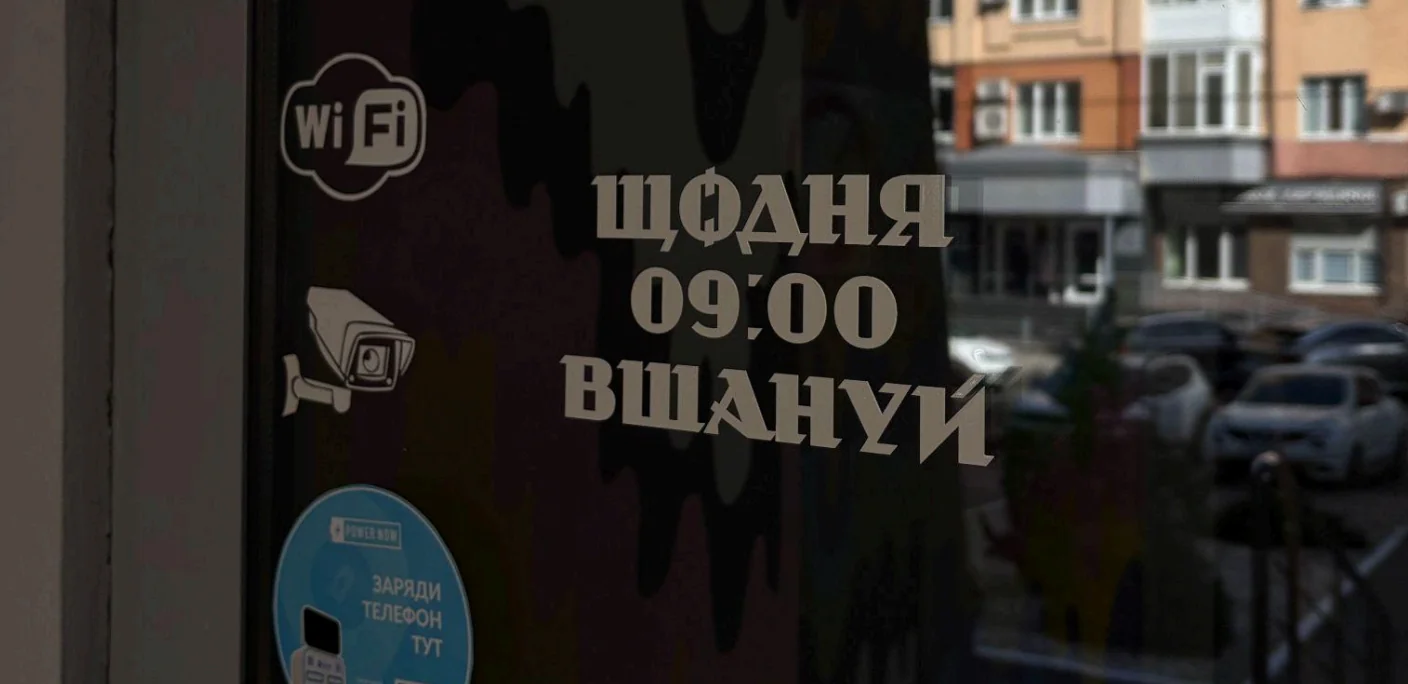 Wi Fi
ЩОДНЯ
09:00
ВШАНУЙ
POWER NOW
ЗАРЯДИ
ТЕЛЕФОН
ТУТ